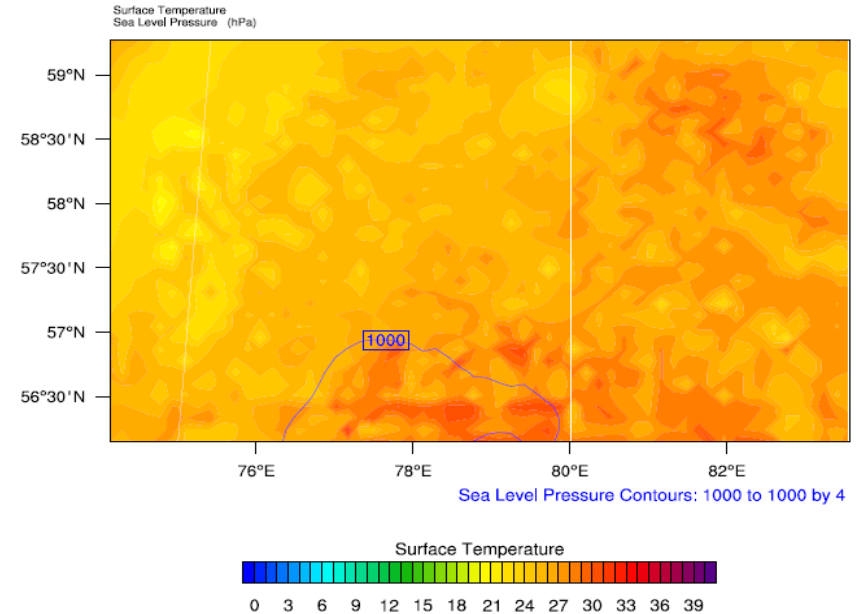 Surface Temperature
Sea Level Pressure (hPa)
59°N
58°30'N
58°N
57°30'N
57°N
56°30'N
1000
76°E 78°E 80°E 82°E
Sea Level Pressure Contours: 1000 to 1000 by 4
Surface Temperature
0 3 6 9 12 15 18 21 24 27 30 33 36 39